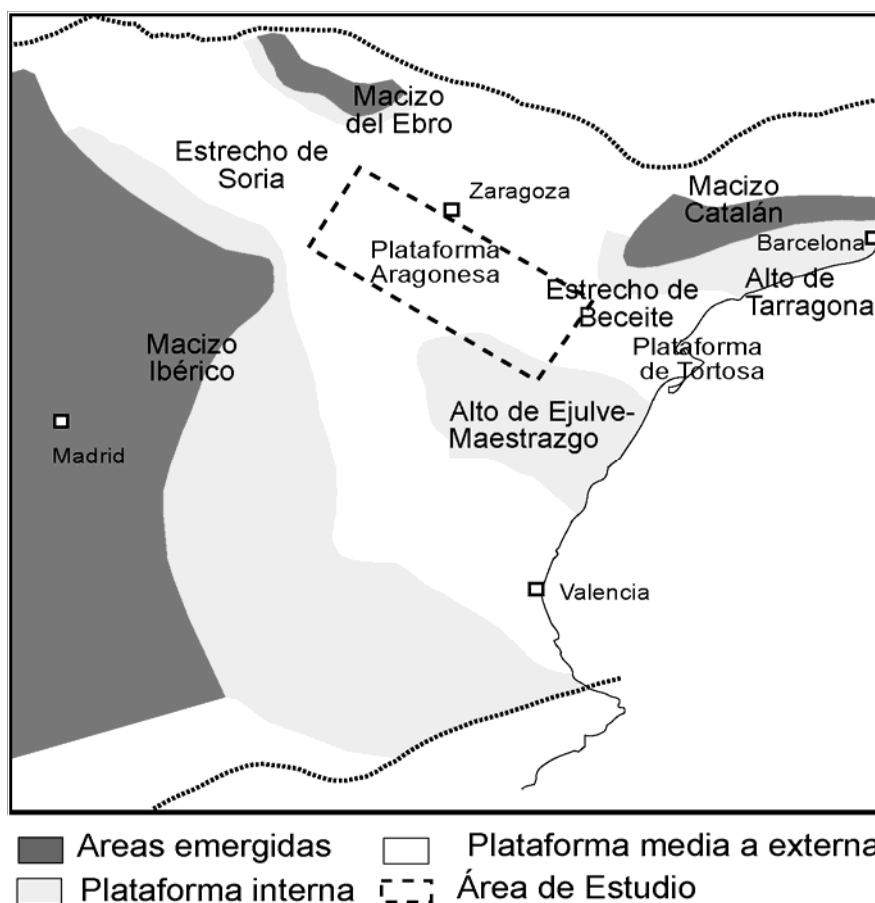 Macizo
del Ebro
Estrecho de
Soria
Zaragoza
Macizo
Catalán
Plataforma
Aragonesa
Barcelona
Estrecho de
Beceite
Alto de
Tarragona
Macizo
Ibérico
Plataforma
de Tortosa
Alto de Ejulve-
Maestrazgo
Madrid
Valencia
Areas emergidas
Plataforma media a externa
Plataforma interna
Área de Estudio